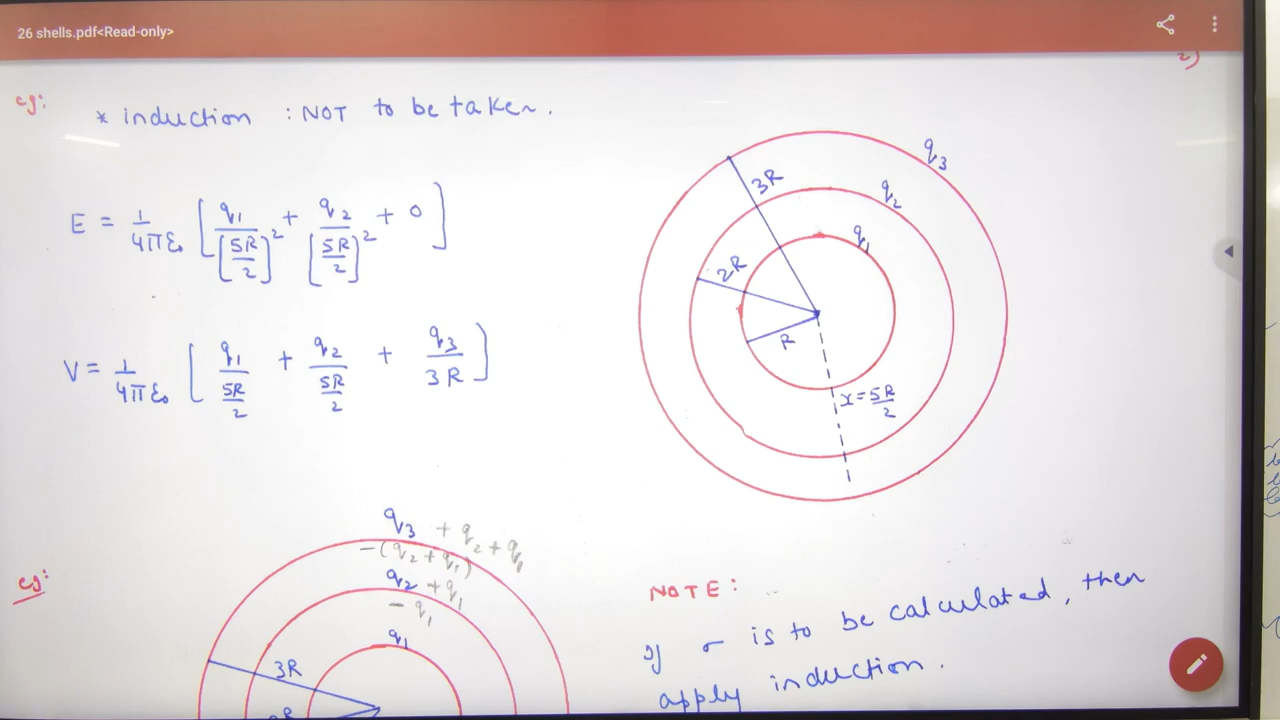 26 shells.pdf<Read-only>
2)
eg:
* induction : NOT to be taken.
E = 1/4πε₀ [ q₁/[5R/2]² + q₂/[5R/2]² + 0 ]
V = 1/4πε₀ [ q₁/(5R/2) + q₂/(5R/2) + q₃/3R ]
q₃
q₂
q₁
3R
2R
R
x = 5R/2
eg:
q₃ + q₂ + q₁
-(q₂ + q₁)
q₂ + q₁
- q₁
q₁
3R
NOTE:
If σ is to be calculated, then
apply induction.